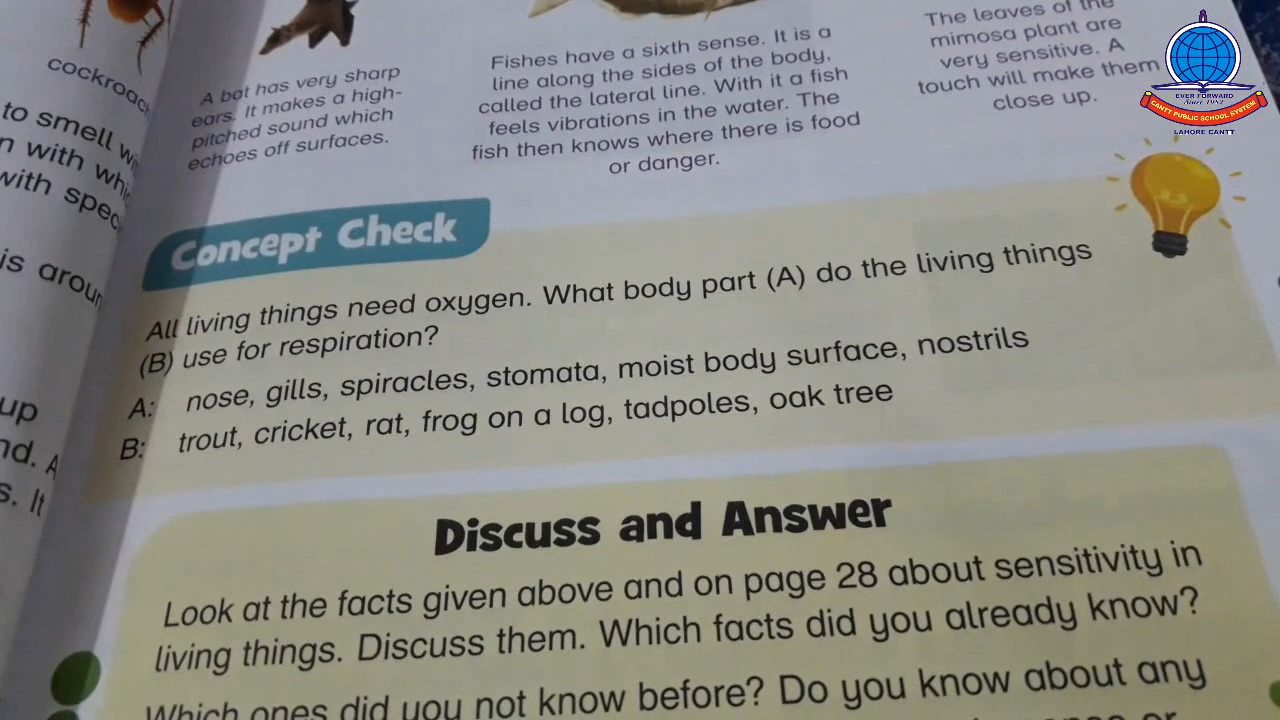 cockroach
to smell
with
with spec
is aroun
up
s. It
A bat has very sharp
ears. It makes a high-
pitched sound which
echoes off surfaces.
Fishes have a sixth sense. It is a
line along the sides of the body,
called the lateral line. With it a fish
feels vibrations in the water. The
fish then knows where there is food
or danger.
The leaves of the
mimosa plant are
very sensitive. A
touch will make them
close up.
EVER FORWARD
Since 1982
CANTT PUBLIC SCHOOL SYSTEM
LAHORE CANTT
Concept Check
All living things need oxygen. What body part (A) do the living things
(B) use for respiration?
A: nose, gills, spiracles, stomata, moist body surface, nostrils
B: trout, cricket, rat, frog on a log, tadpoles, oak tree
Discuss and Answer
Look at the facts given above and on page 28 about sensitivity in
living things. Discuss them. Which facts did you already know?
Which ones did you not know before? Do you know about any